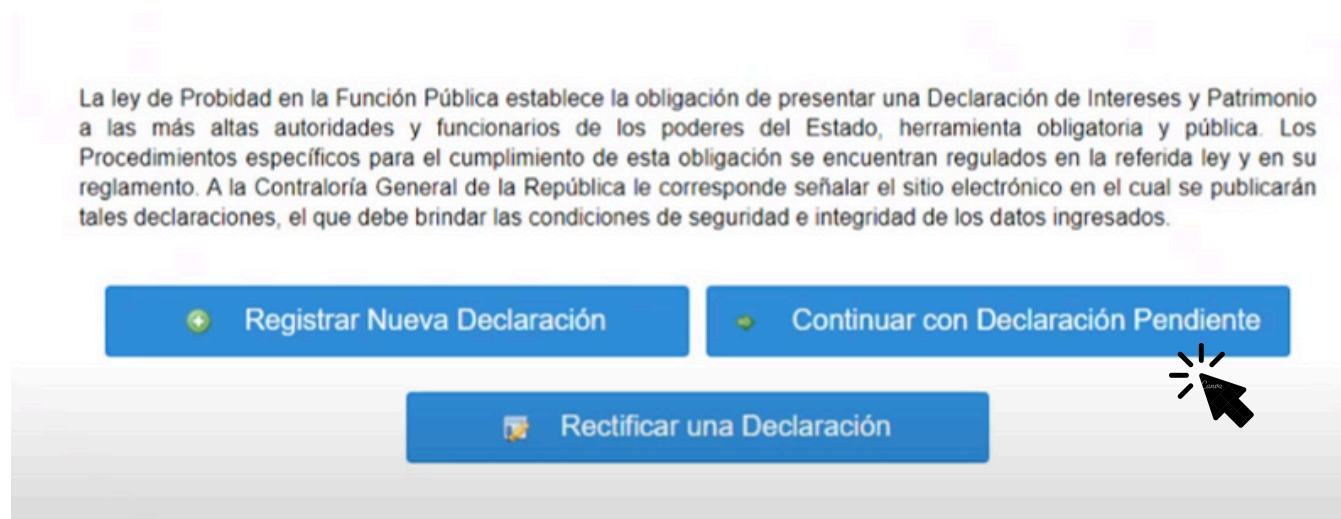 La ley de Probidad en la Función Pública establece la obligación de presentar una Declaración de Intereses y Patrimonio
a las más altas autoridades y funcionarios de los poderes del Estado, herramienta obligatoria y pública. Los
Procedimientos específicos para el cumplimiento de esta obligación se encuentran regulados en la referida ley y en su
reglamento. A la Contraloría General de la República le corresponde señalar el sitio electrónico en el cual se publicarán
tales declaraciones, el que debe brindar las condiciones de seguridad e integridad de los datos ingresados.
Registrar Nueva Declaración
Continuar con Declaración Pendiente
Canva
Rectificar una Declaración